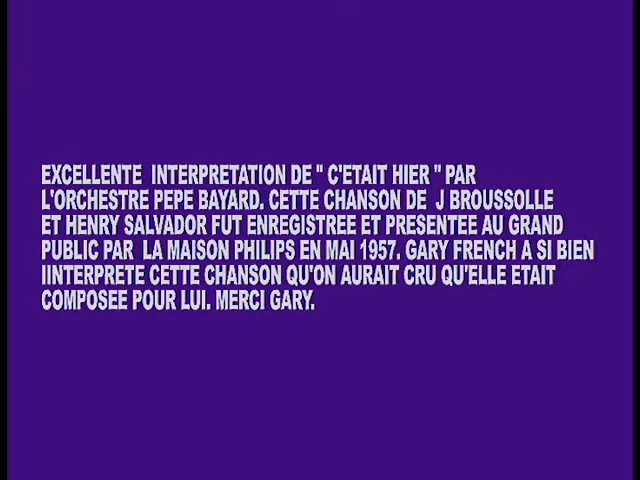 EXCELLENTE INTERPRETATION DE " C'ETAIT HIER " PAR
L'ORCHESTRE PEPE BAYARD. CETTE CHANSON DE J BROUSSOLLE
ET HENRY SALVADOR FUT ENREGISTREE ET PRESENTEE AU GRAND
PUBLIC PAR LA MAISON PHILIPS EN MAI 1957. GARY FRENCH A SI BIEN
IINTERPRETE CETTE CHANSON QU'ON AURAIT CRU QU'ELLE ETAIT
COMPOSEE POUR LUI. MERCI GARY.